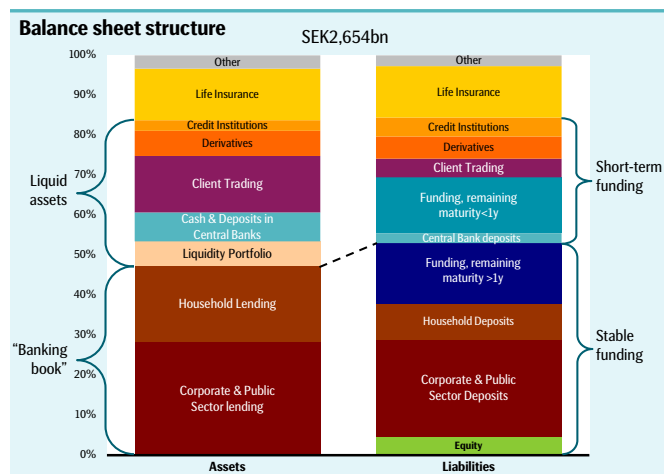 Balance sheet structure
SEK2,654bn
100%
90%
80%
70%
60%
50%
40%
30%
20%
10%
0%
Liquid
assets
"Banking
book"
Other
Life Insurance
Credit Institutions
Derivatives
Client Trading
Cash & Deposits in
Central Banks
Liquidity Portfolio
Household Lending
Corporate & Public
Sector lending
Assets
Other
Life Insurance
Credit Institutions
Derivatives
Client Trading
Funding, remaining
maturity<1y
Central Bank deposits
Funding, remaining
maturity >1y
Household Deposits
Corporate & Public
Sector Deposits
Equity
Liabilities
Short-term
funding
Stable
funding